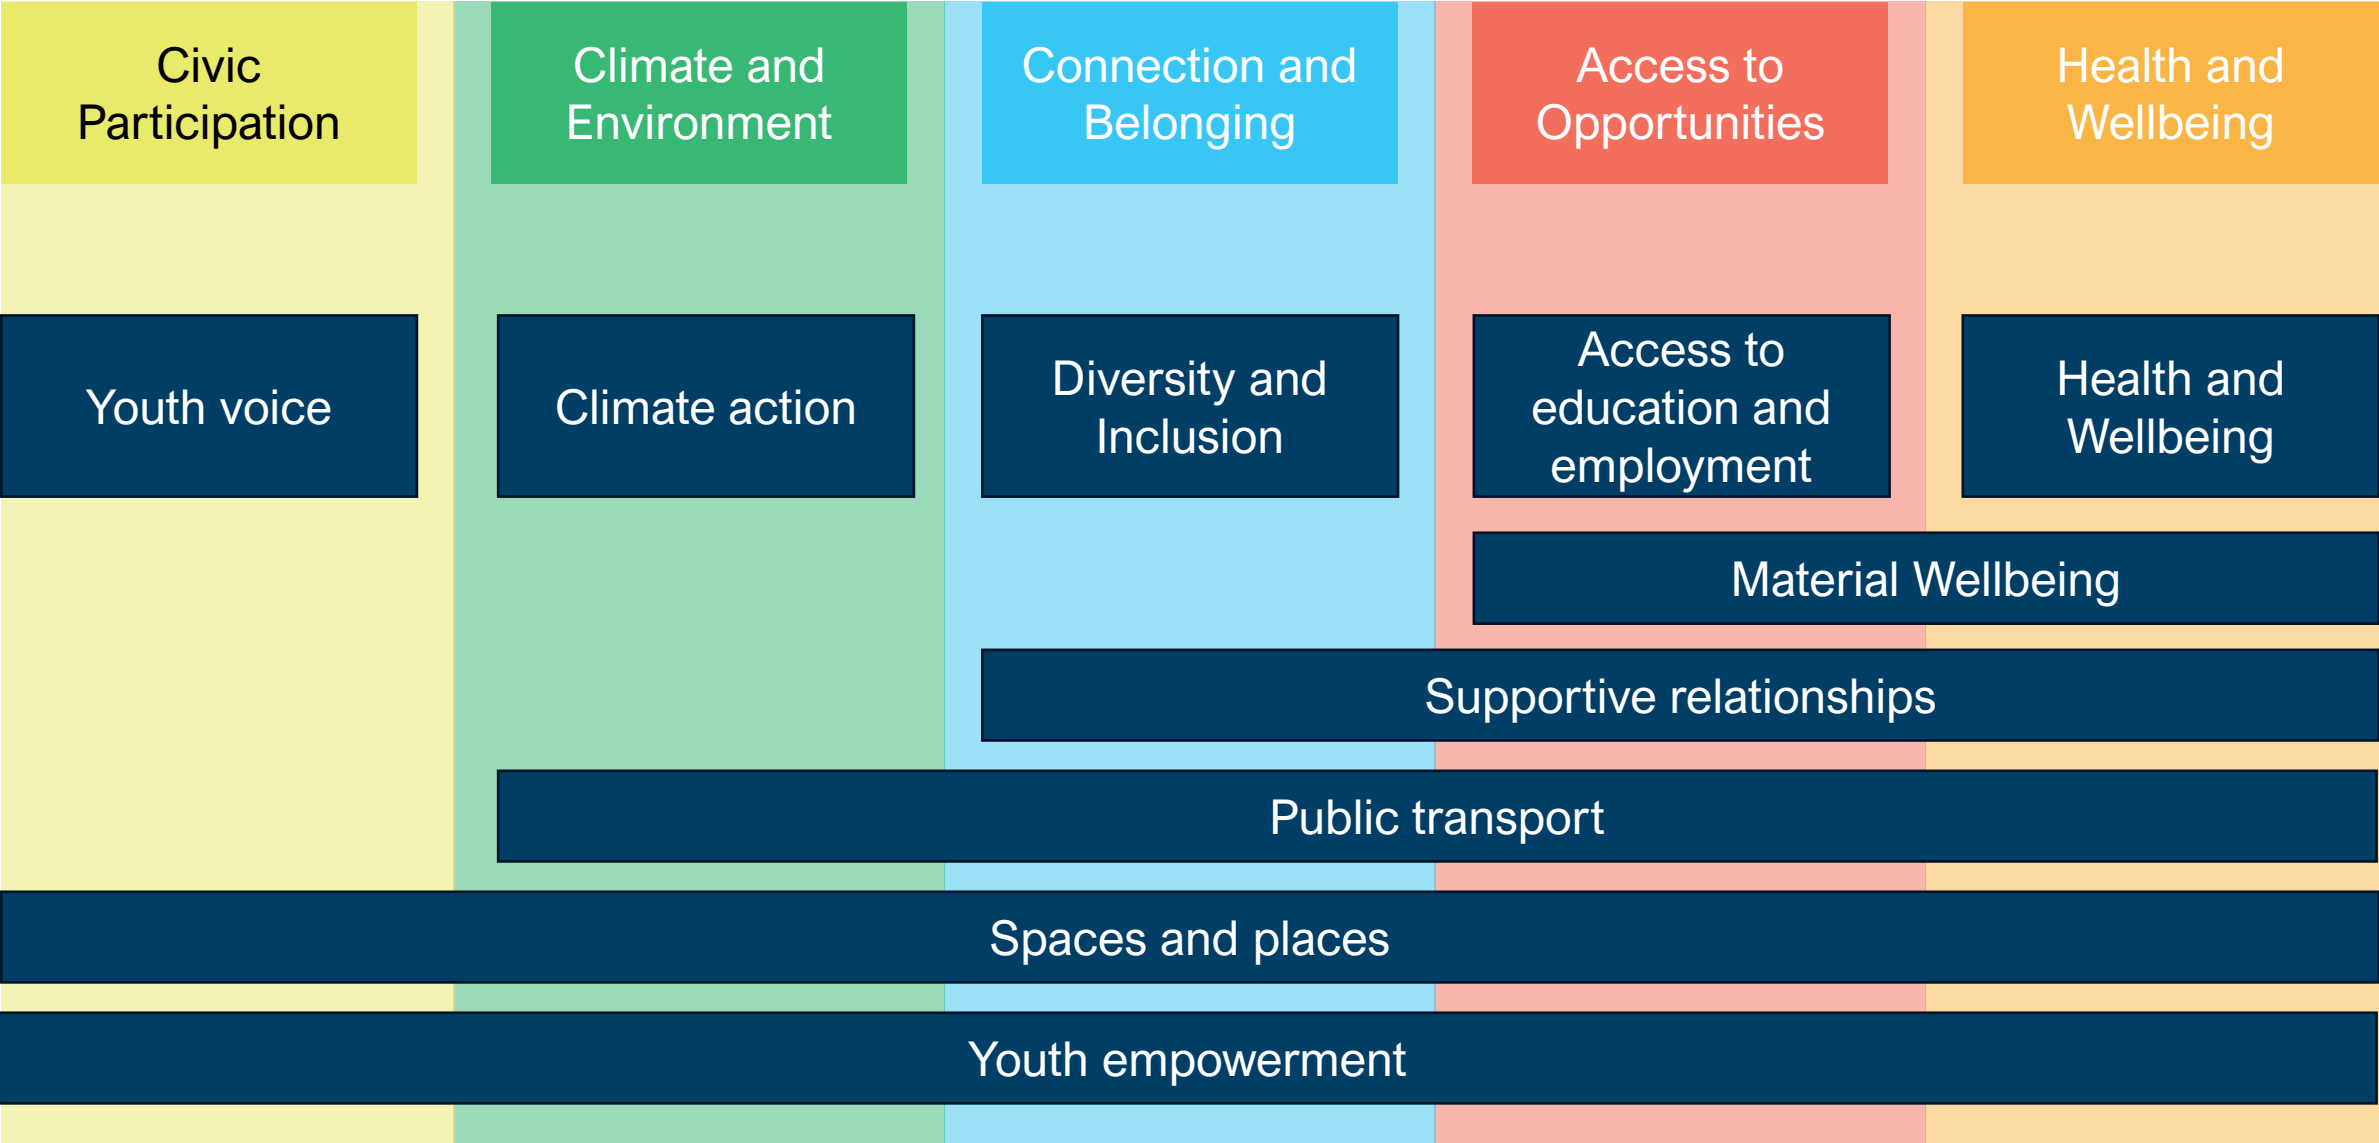 Civic
Participation
Climate and
Environment
Connection and
Belonging
Access to
Opportunities
Health and
Wellbeing
Youth voice
Climate action
Diversity and
Inclusion
Access to
education and
employment
Health and
Wellbeing
Material Wellbeing
Supportive relationships
Public transport
Spaces and places
Youth empowerment